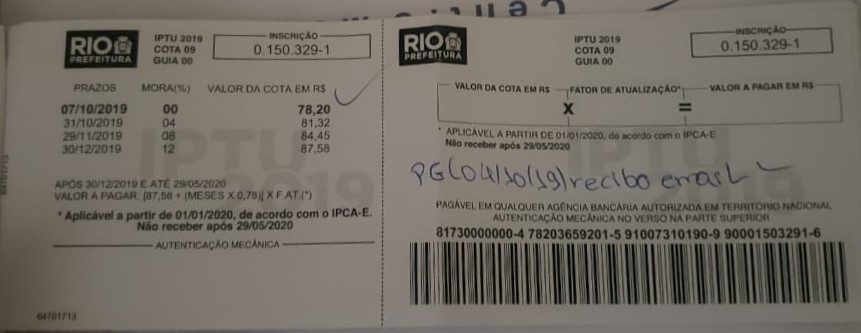 RIO
PREFEITURA
IPTU 2019
COTA 09
GUIA 00
INSCRIÇÃO
0.150.329-1
PRAZOS MORA(%) VALOR DA COTA EM R$
07/10/2019 00 78,20
31/10/2019 04 81,32
29/11/2019 08 84,45
30/12/2019 12 87,58
APÓS 30/12/2019 E ATÉ 29/05/2020
VALOR A PAGAR: [87,58 + (MESES X 0,78)] X F.AT.(*)
* Aplicável a partir de 01/01/2020, de acordo com o IPCA-E.
Não receber após 29/05/2020
AUTENTICAÇÃO MECÂNICA
64701713
64701713
RIO
PREFEITURA
IPTU 2019
COTA 09
GUIA 00
INSCRIÇÃO
0.150.329-1
VALOR DA COTA EM R$ FATOR DE ATUALIZAÇÃO* VALOR A PAGAR EM R$
X =
* APLICÁVEL A PARTIR DE 01/01/2020, de acordo com o IPCA-E
Não receber após 29/05/2020
PG(04/10/19) recibo email
PAGÁVEL EM QUALQUER AGÊNCIA BANCÁRIA AUTORIZADA EM TERRITÓRIO NACIONAL
AUTENTICAÇÃO MECÂNICA NO VERSO NA PARTE SUPERIOR
81730000000-4 78203659201-5 91007310190-9 90001503291-6
IPTU
2019
IPTU
2019